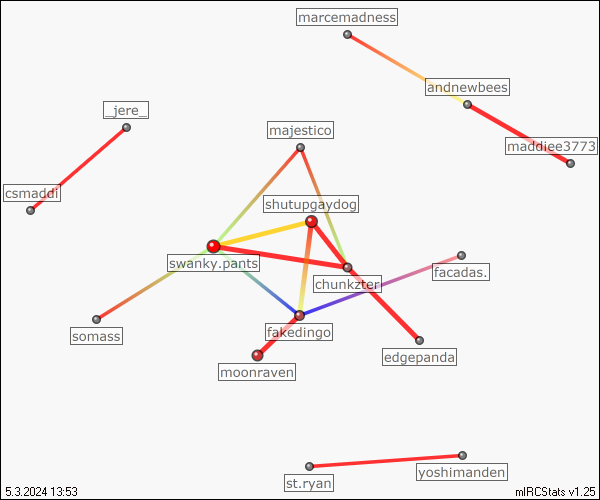 marcemadness
andnewbees
_jere_
majestico
maddiee3773
csmaddi
shutupgaydog
swanky.pants
facadas.
chunkzter
somass
fakedingo
edgepanda
moonraven
yoshimanden
st.ryan
5.3.2024 13:53
mIRCStats v1.25